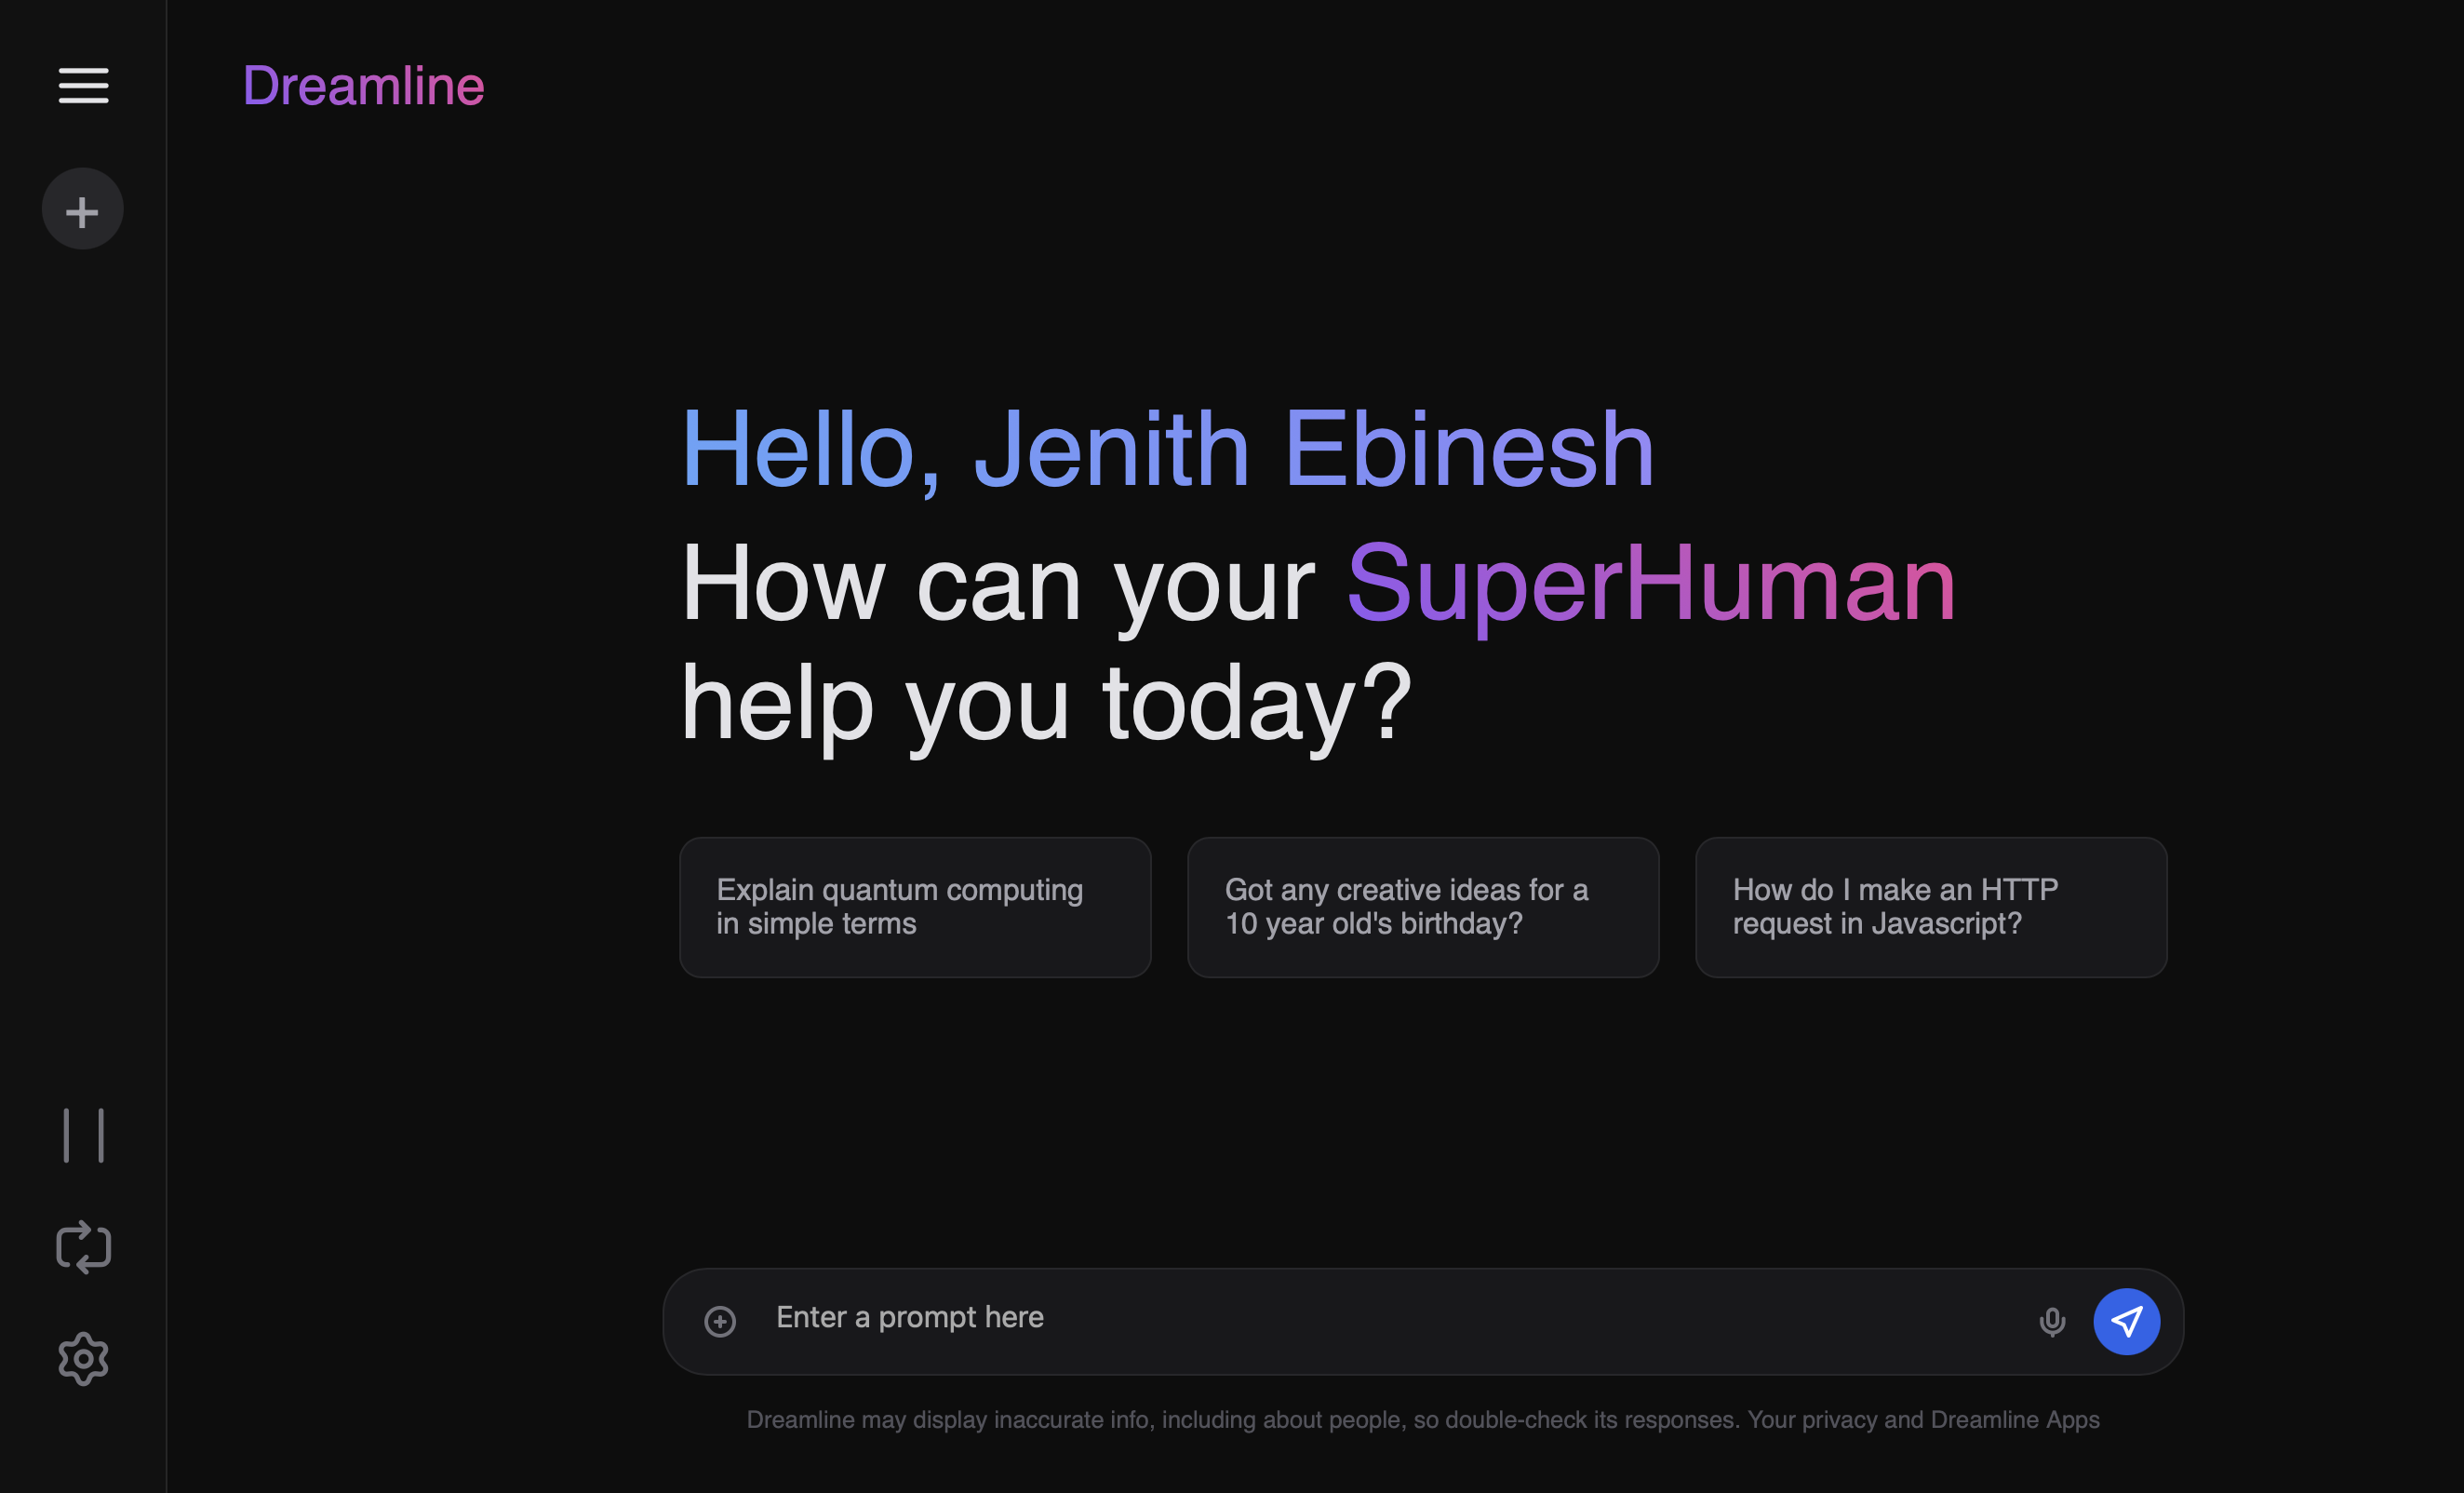 Dreamline
Hello, Jenith Ebinesh
How can your SuperHuman
help you today?
Explain quantum computing
in simple terms
Got any creative ideas for a
10 year old's birthday?
How do I make an HTTP
request in Javascript?
Enter a prompt here
Dreamline may display inaccurate info, including about people, so double-check its responses. Your privacy and Dreamline Apps